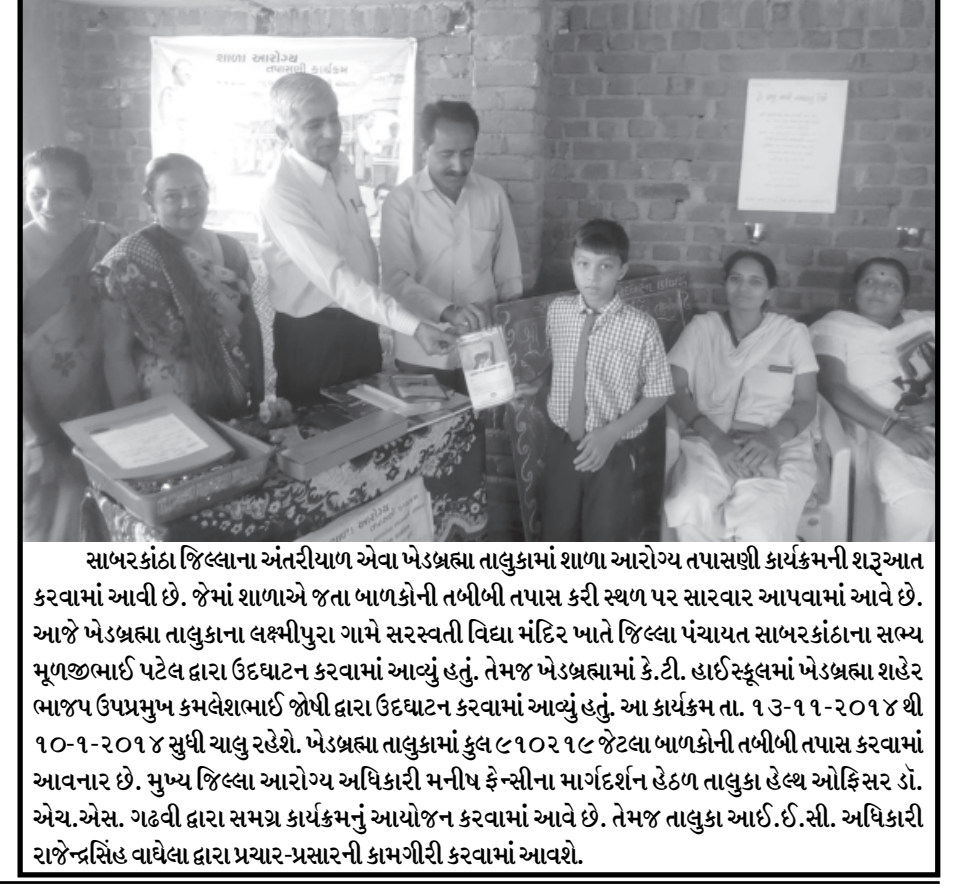 શાળા આરોગ્ય
તપાસણી કાર્યક્રમ
સાબરકાંઠા જિલ્લાના અંતરીયાળ એવા ખેડબ્રહ્મા તાલુકામાં શાળા આરોગ્ય તપાસણી કાર્યક્રમની શરૂઆત
કરવામાં આવી છે. જેમાં શાળાએ જતા બાળકોની તબીબી તપાસ કરી સ્થળ પર સારવાર આપવામાં આવે છે.
આજે ખેડબ્રહ્મા તાલુકાના લક્ષ્મીપુરા ગામે સરસ્વતી વિદ્યા મંદિર ખાતે જિલ્લા પંચાયત સાબરકાંઠાના સભ્ય
મૂળજીભાઈ પટેલ દ્વારા ઉદઘાટન કરવામાં આવ્યું હતું. તેમજ ખેડબ્રહ્મામાં કે.ટી. હાઈસ્કૂલમાં ખેડબ્રહ્મા શહેર
ભાજપ ઉપપ્રમુખ કમલેશભાઈ જોષી દ્વારા ઉદઘાટન કરવામાં આવ્યું હતું. આ કાર્યક્રમ તા. ૧૩-૧૧-૨૦૧૪ થી
૧૦-૧-૨૦૧૪ સુધી ચાલુ રહેશે. ખેડબ્રહ્મા તાલુકામાં કુલ ૯૧૦૨૧૯ જેટલા બાળકોની તબીબી તપાસ કરવામાં
આવનાર છે. મુખ્ય જિલ્લા આરોગ્ય અધિકારી મનીષ ફેન્સીના માર્ગદર્શન હેઠળ તાલુકા હેલ્થ ઓફિસર ડૉ.
એચ.એસ. ગઢવી દ્વારા સમગ્ર કાર્યક્રમનું આયોજન કરવામાં આવે છે. તેમજ તાલુકા આઈ.ઈ.સી. અધિકારી
રાજેન્દ્રસિંહ વાઘેલા દ્વારા પ્રચાર-પ્રસારની કામગીરી કરવામાં આવશે.